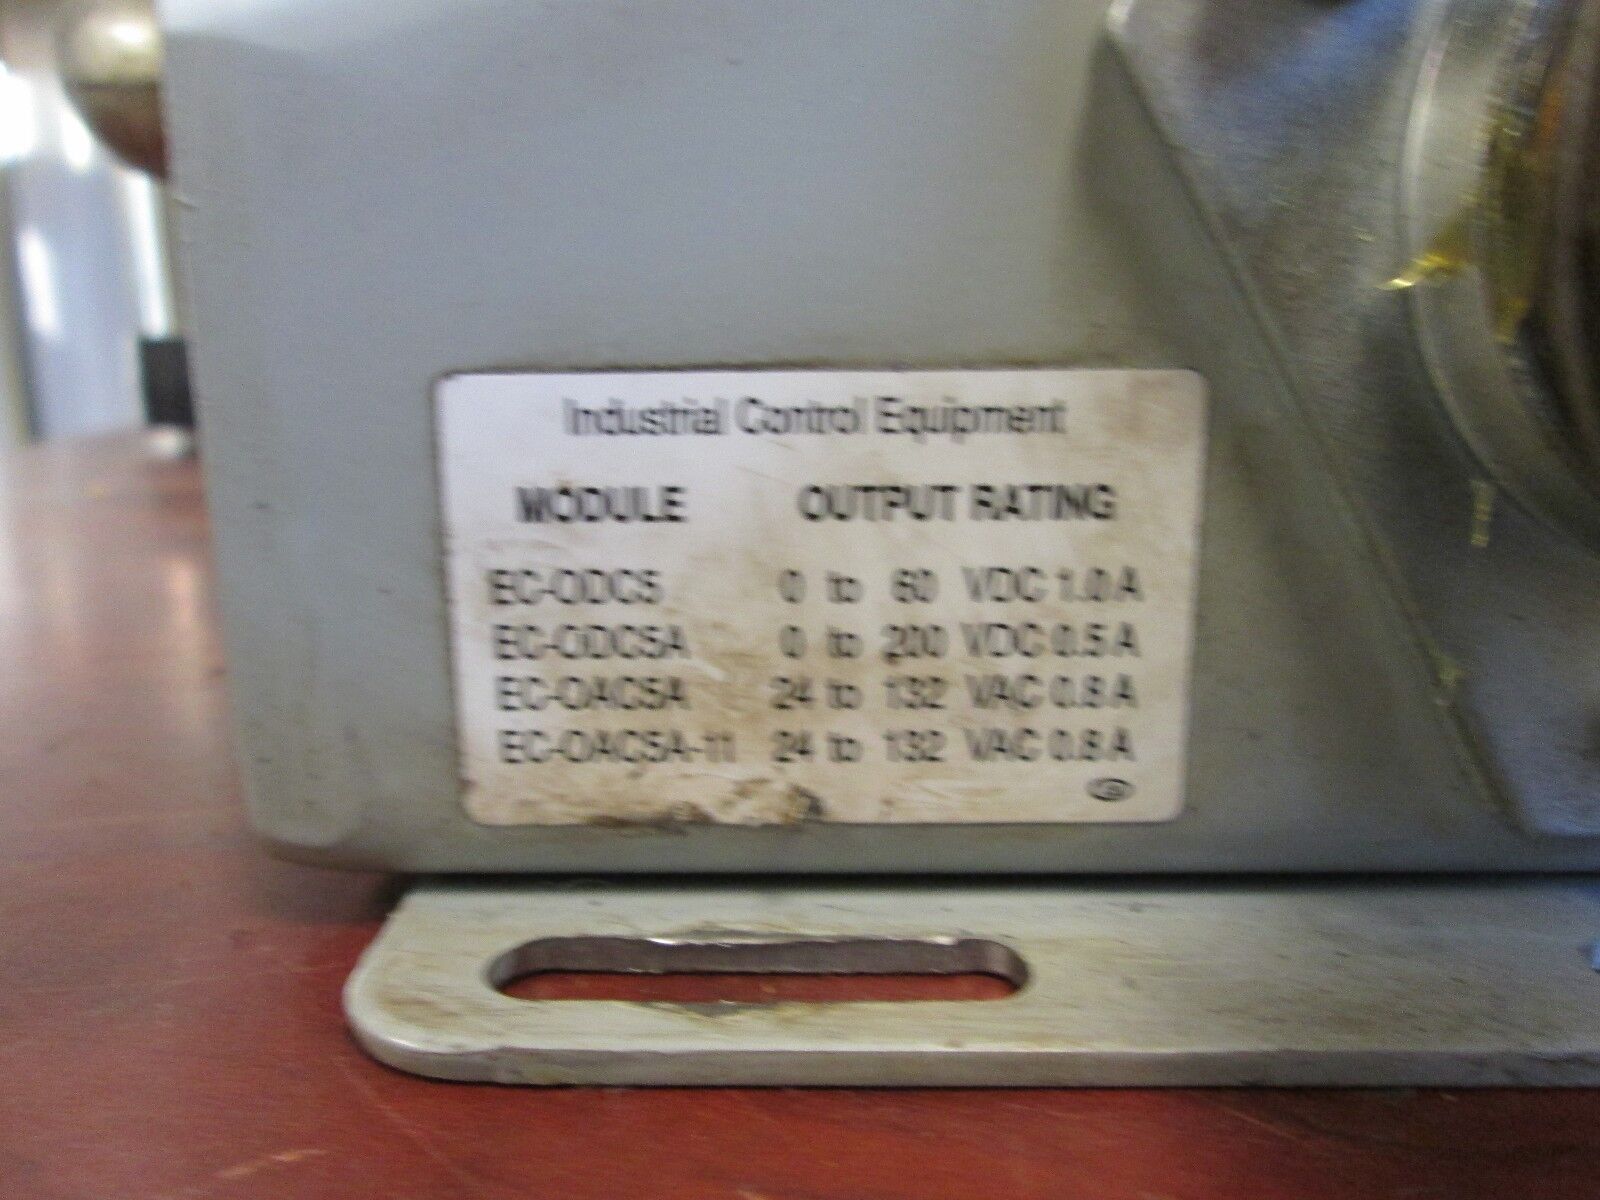 Industrial Control Equipment
MODULE OUTPUT RATING
EC-ODC5 0 to 60 VDC 1.0 A
EC-ODC5A 0 to 200 VDC 0.5 A
EC-OAC5A 24 to 132 VAC 0.8 A
EC-OAC5A-11 24 to 132 VAC 0.8 A